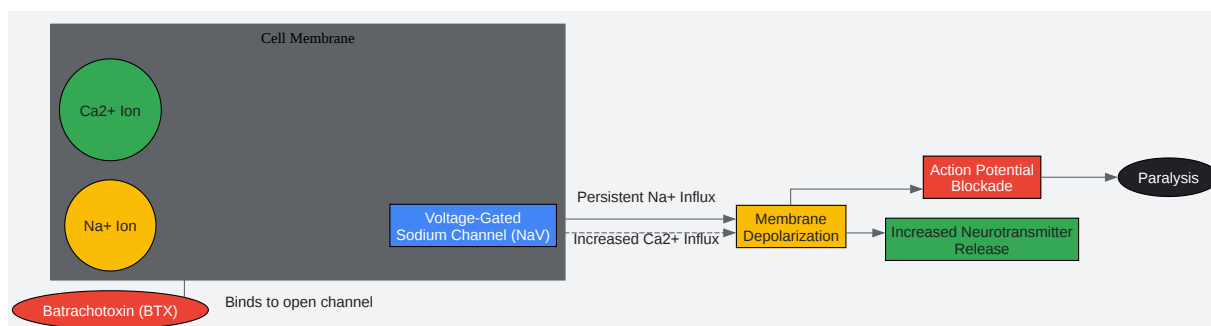 Cell Membrane
Ca2+ Ion
Na+ Ion
Voltage-Gated
Sodium Channel (NaV)
Batrachotoxin (BTX)
Binds to open channel
Persistent Na+ Influx
Increased Ca2+ Influx
Membrane
Depolarization
Action Potential
Blockade
Increased Neurotransmitter
Release
Paralysis